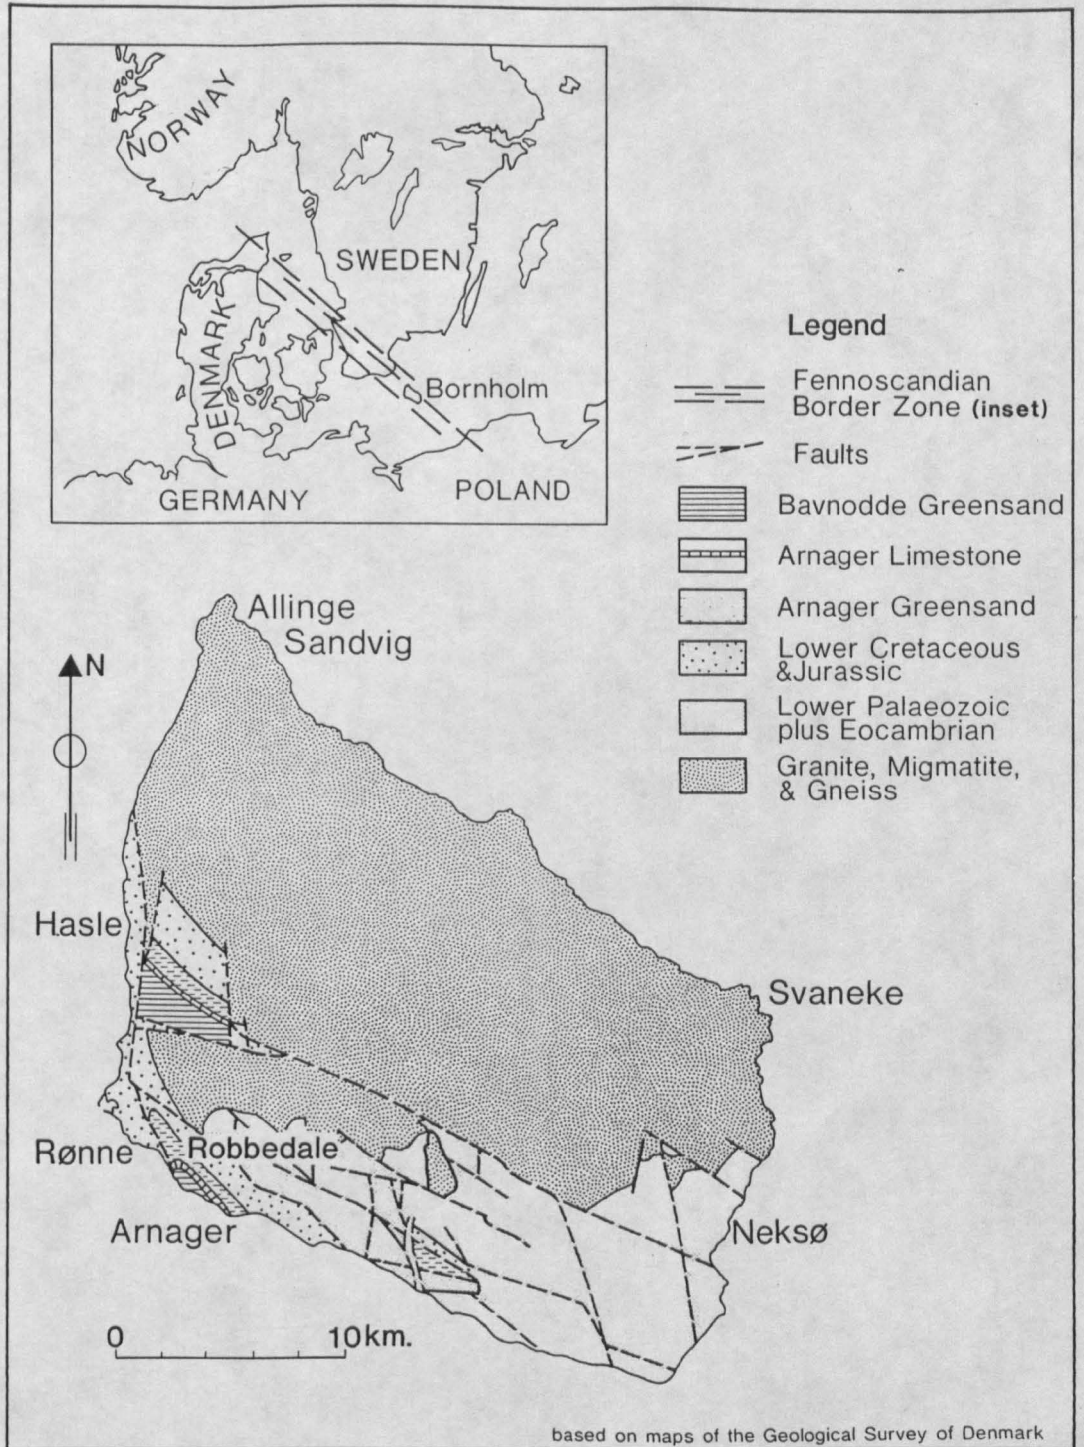 NORWAY
SWEDEN
DENMARK
Bornholm
GERMANY
POLAND
Legend
Fennoscandian
Border Zone (inset)
Faults
Bavnodde Greensand
Arnager Limestone
Arnager Greensand
Lower Cretaceous
&Jurassic
Lower Palaeozoic
plus Eocambrian
Granite, Migmatite,
& Gneiss
Allinge
Sandvig
N
Hasle
Svaneke
Rønne
Robbedale
Arnager
Neksø
0 10km.
based on maps of the Geological Survey of Denmark